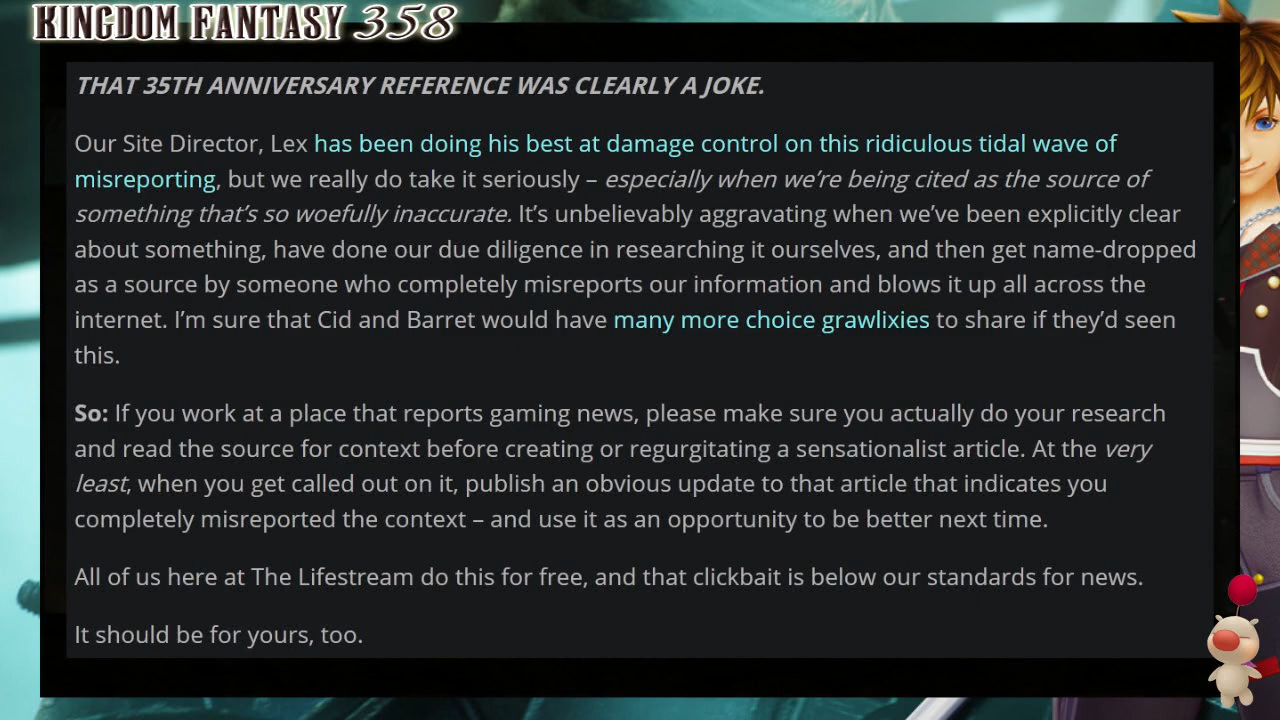 KINGDOM FANTASY 358
THAT 35TH ANNIVERSARY REFERENCE WAS CLEARLY A JOKE.
Our Site Director, Lex has been doing his best at damage control on this ridiculous tidal wave of
misreporting, but we really do take it seriously – especially when we're being cited as the source of
something that's so woefully inaccurate. It's unbelievably aggravating when we've been explicitly clear
about something, have done our due diligence in researching it ourselves, and then get name-dropped
as a source by someone who completely misreports our information and blows it up all across the
internet. I'm sure that Cid and Barret would have many more choice grawlixies to share if they'd seen
this.
So: If you work at a place that reports gaming news, please make sure you actually do your research
and read the source for context before creating or regurgitating a sensationalist article. At the very
least, when you get called out on it, publish an obvious update to that article that indicates you
completely misreported the context – and use it as an opportunity to be better next time.
All of us here at The Lifestream do this for free, and that clickbait is below our standards for news.
It should be for yours, too.